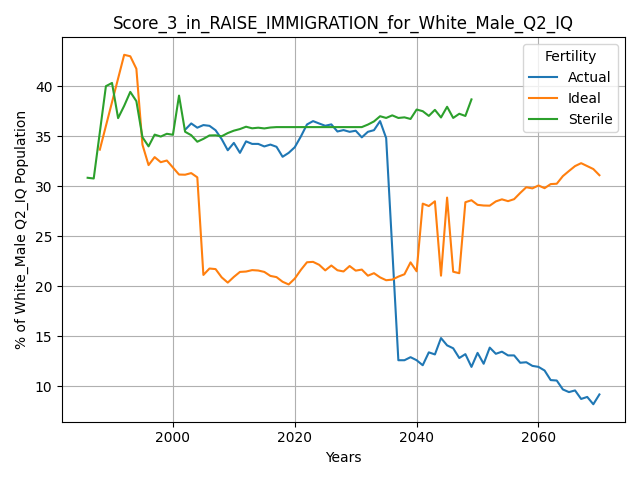 Score_3_in_RAISE_IMMIGRATION_for_White_Male_Q2_IQ
% of White_Male Q2_IQ Population
40
35
30
25
20
15
10
Fertility
Actual
Ideal
Sterile
2000 2020 2040 2060
Years